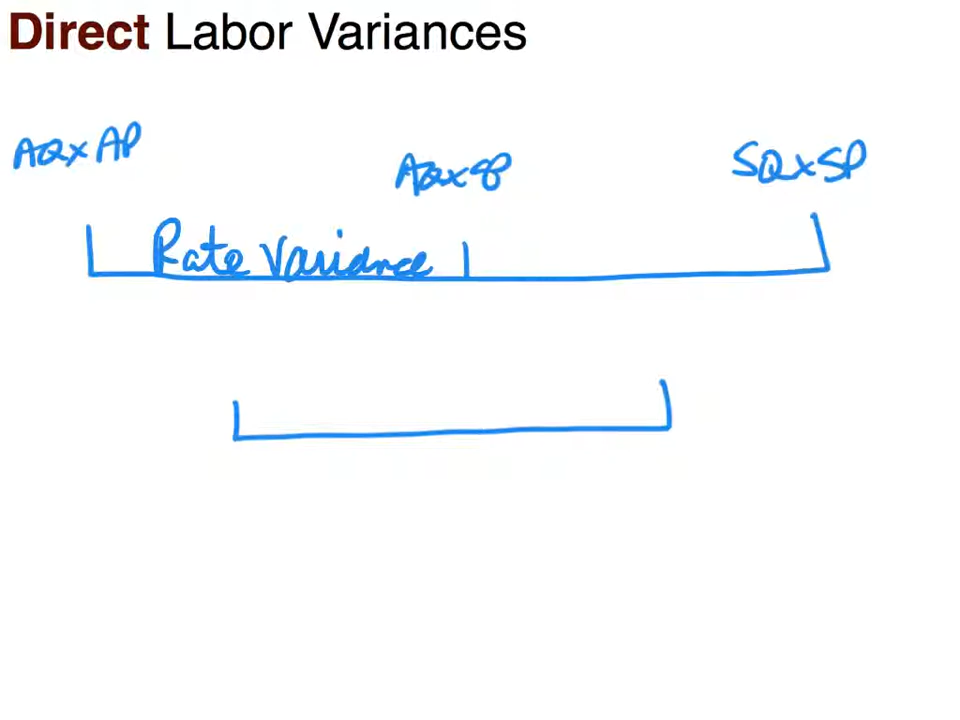 Direct Labor Variances
AQxAP
AQxSP
SQxSP
Rate Variance